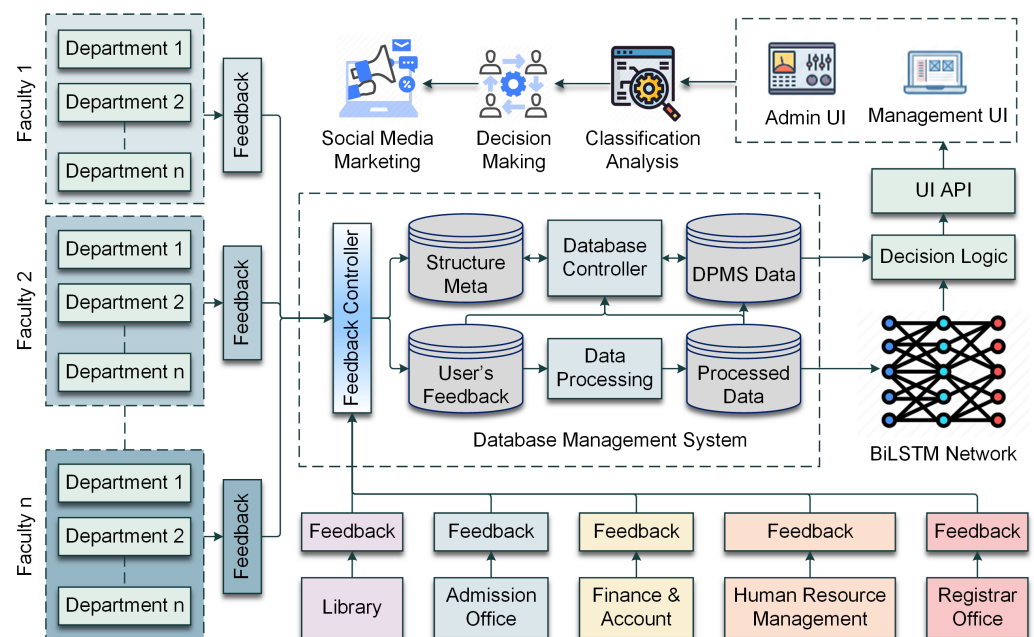 Faculty 1
Department 1
Department 2
Department n
Feedback
Faculty 2
Department 1
Department 2
Department n
Feedback
Faculty n
Department 1
Department 2
Department n
Feedback
Social Media
Marketing
Decision
Making
Classification
Analysis
Admin UI
Management UI
UI API
Decision Logic
BiLSTM Network
Feedback Controller
Structure
Meta
Database
Controller
DPMS Data
User's
Feedback
Data
Processing
Processed
Data
Database Management System
Feedback
Feedback
Feedback
Feedback
Feedback
Library
Admission
Office
Finance &
Account
Human Resource
Management
Registrar
Office